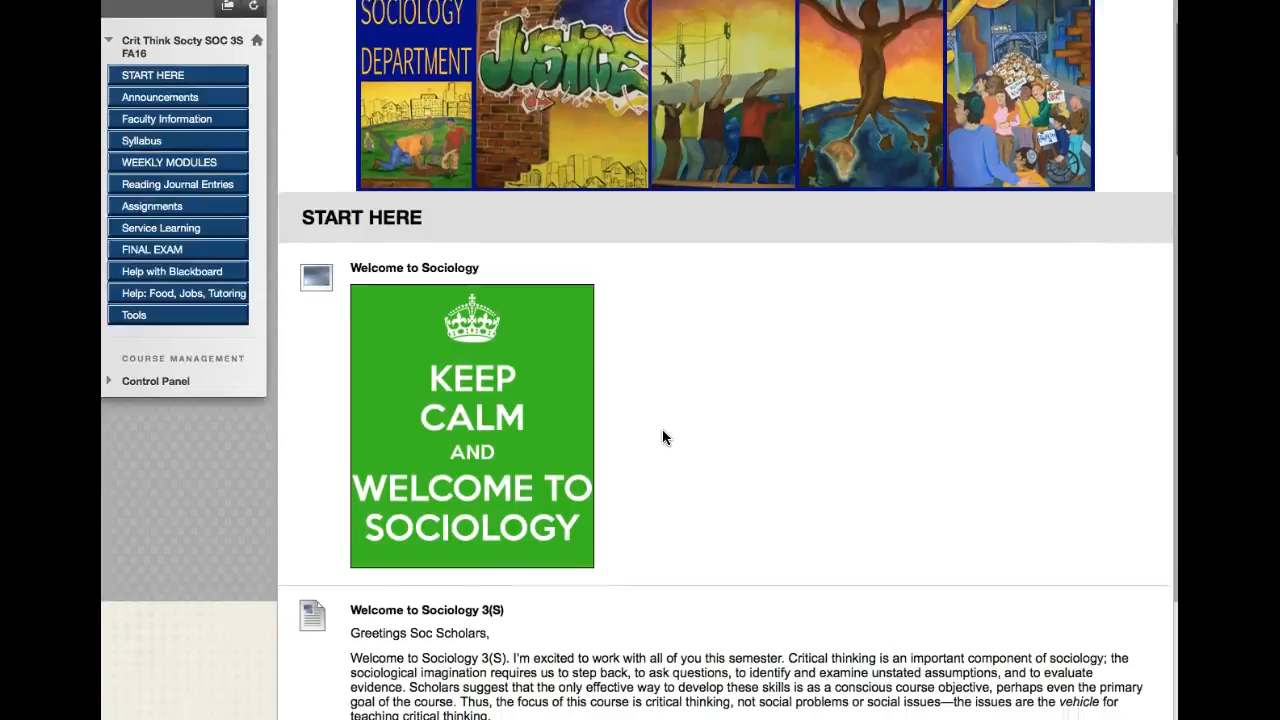 Crit Think Socty SOC 3S
FA16
START HERE
Announcements
Faculty Information
Syllabus
WEEKLY MODULES
Reading Journal Entries
Assignments
Service Learning
FINAL EXAM
Help with Blackboard
Help: Food, Jobs, Tutoring
Tools
COURSE MANAGEMENT
Control Panel
SOCIOLOGY
DEPARTMENT
JUSTICE
START HERE
Welcome to Sociology
KEEP
CALM
AND
WELCOME TO
SOCIOLOGY
Welcome to Sociology 3(S)
Greetings Soc Scholars,
Welcome to Sociology 3(S). I'm excited to work with all of you this semester. Critical thinking is an important component of sociology; the
sociological imagination requires us to step back, to ask questions, to identify and examine unstated assumptions, and to evaluate
evidence. Scholars suggest that the only effective way to develop these skills is as a conscious course objective, perhaps even the primary
goal of the course. Thus, the focus of this course is critical thinking, not social problems or social issues—the issues are the vehicle for
teaching critical thinking.